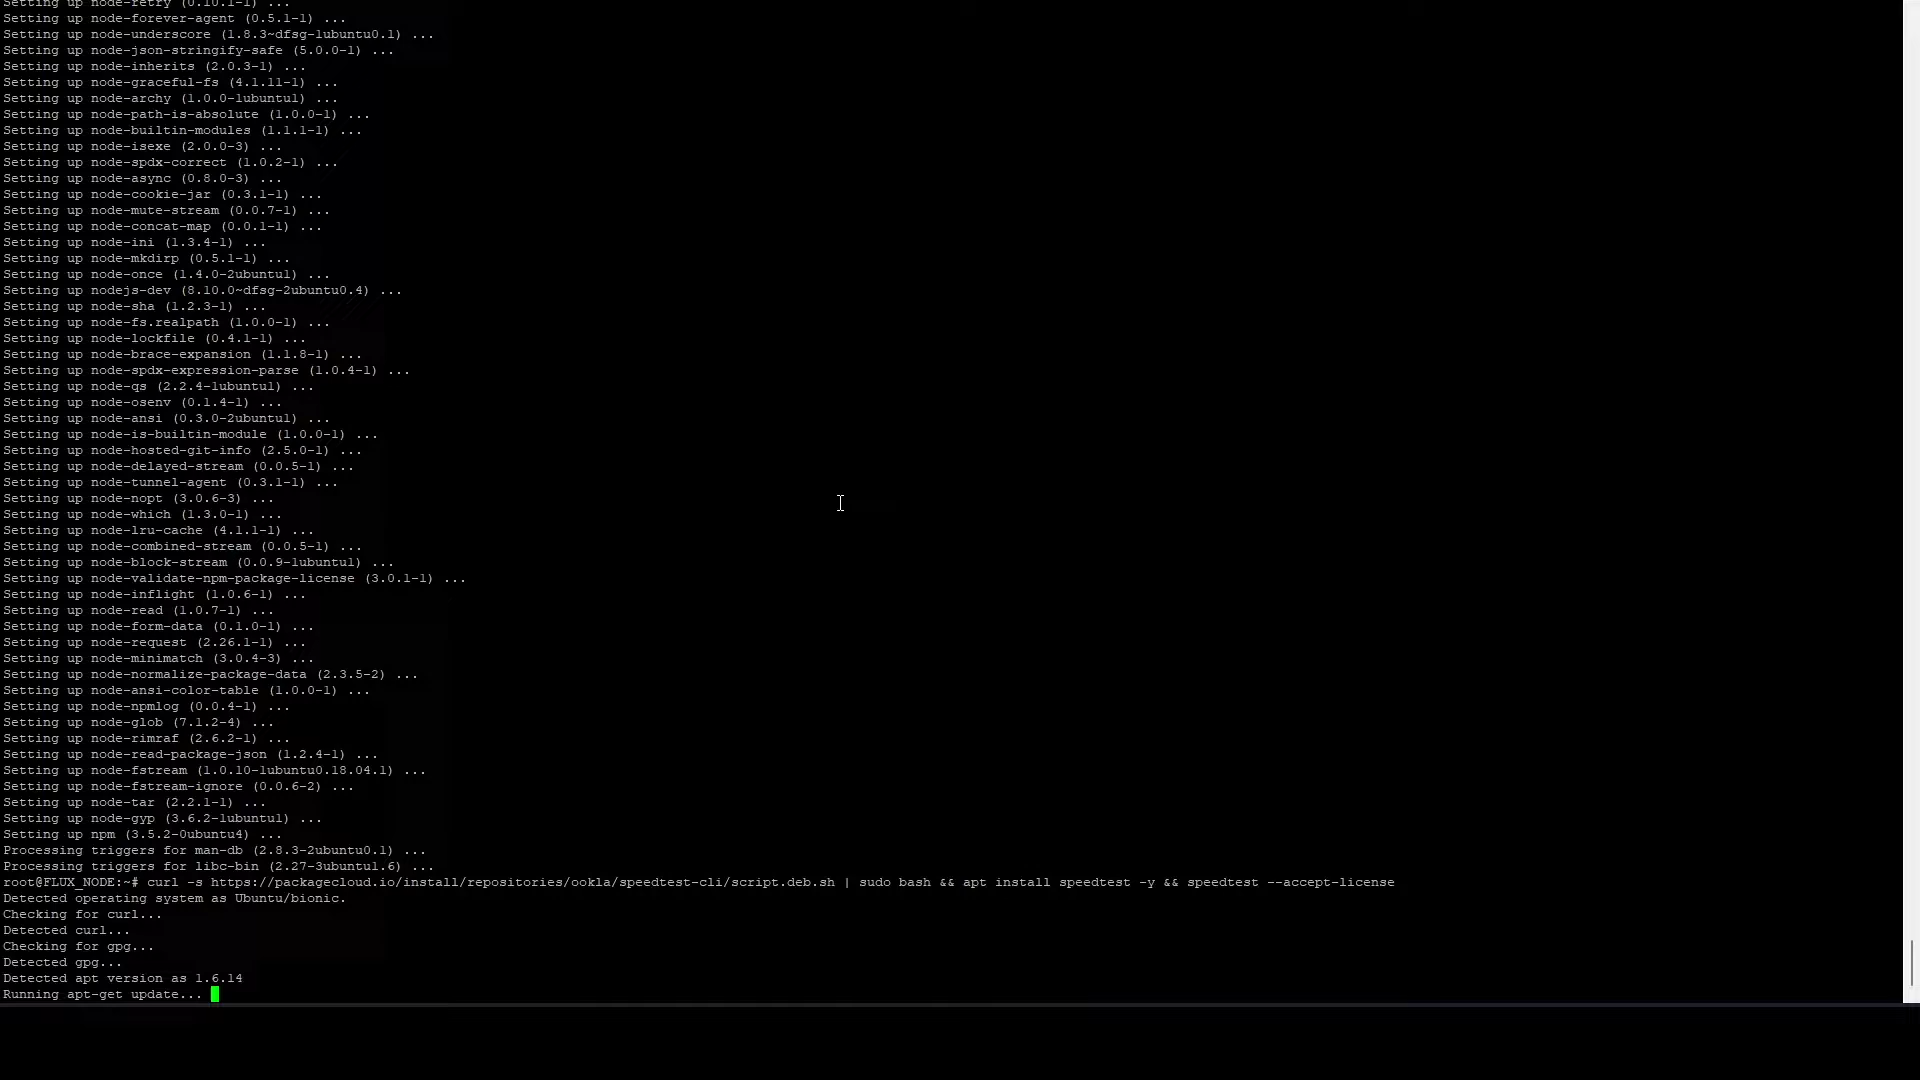 Setting up node-retry (0.10.1-1) ...
Setting up node-forever-agent (0.5.1-1) ...
Setting up node-underscore (1.8.3~dfsg-1ubuntu0.1) ...
Setting up node-json-stringify-safe (5.0.0-1) ...
Setting up node-inherits (2.0.3-1) ...
Setting up node-graceful-fs (4.1.11-1) ...
Setting up node-archy (1.0.0-1ubuntu1) ...
Setting up node-path-is-absolute (1.0.0-1) ...
Setting up node-builtin-modules (1.1.1-1) ...
Setting up node-isexe (2.0.0-3) ...
Setting up node-spdx-correct (1.0.2-1) ...
Setting up node-async (0.8.0-3) ...
Setting up node-cookie-jar (0.3.1-1) ...
Setting up node-mute-stream (0.0.7-1) ...
Setting up node-concat-map (0.0.1-1) ...
Setting up node-ini (1.3.4-1) ...
Setting up node-mkdirp (0.5.1-1) ...
Setting up node-once (1.4.0-2ubuntu1) ...
Setting up nodejs-dev (8.10.0~dfsg-2ubuntu0.4) ...
Setting up node-sha (1.2.3-1) ...
Setting up node-fs.realpath (1.0.0-1) ...
Setting up node-lockfile (0.4.1-1) ...
Setting up node-brace-expansion (1.1.8-1) ...
Setting up node-spdx-expression-parse (1.0.4-1) ...
Setting up node-qs (2.2.4-1ubuntu1) ...
Setting up node-osenv (0.1.4-1) ...
Setting up node-ansi (0.3.0-2ubuntu1) ...
Setting up node-is-builtin-module (1.0.0-1) ...
Setting up node-hosted-git-info (2.5.0-1) ...
Setting up node-delayed-stream (0.0.5-1) ...
Setting up node-tunnel-agent (0.3.1-1) ...
Setting up node-nopt (3.0.6-3) ...
Setting up node-which (1.3.0-1) ...
Setting up node-lru-cache (4.1.1-1) ...
Setting up node-combined-stream (0.0.5-1) ...
Setting up node-block-stream (0.0.9-1ubuntu1) ...
Setting up node-validate-npm-package-license (3.0.1-1) ...
Setting up node-inflight (1.0.6-1) ...
Setting up node-read (1.0.7-1) ...
Setting up node-form-data (0.1.0-1) ...
Setting up node-request (2.26.1-1) ...
Setting up node-minimatch (3.0.4-3) ...
Setting up node-normalize-package-data (2.3.5-2) ...
Setting up node-ansi-color-table (1.0.0-1) ...
Setting up node-npmlog (0.0.4-1) ...
Setting up node-glob (7.1.2-4) ...
Setting up node-rimraf (2.6.2-1) ...
Setting up node-read-package-json (1.2.4-1) ...
Setting up node-fstream (1.0.10-1ubuntu0.18.04.1) ...
Setting up node-fstream-ignore (0.0.6-2) ...
Setting up node-tar (2.2.1-1) ...
Setting up node-gyp (3.6.2-1ubuntu1) ...
Setting up npm (3.5.2-0ubuntu4) ...
Processing triggers for man-db (2.8.3-2ubuntu0.1) ...
Processing triggers for libc-bin (2.27-3ubuntu1.6) ...
root@FLUX_NODE:~# curl -s https://packagecloud.io/install/repositories/ookla/speedtest-cli/script.deb.sh | sudo bash && apt install speedtest -y && speedtest --accept-license
Detected operating system as Ubuntu/bionic.
Checking for curl...
Detected curl...
Checking for gpg...
Detected gpg...
Detected apt version as 1.6.14
Running apt-get update...